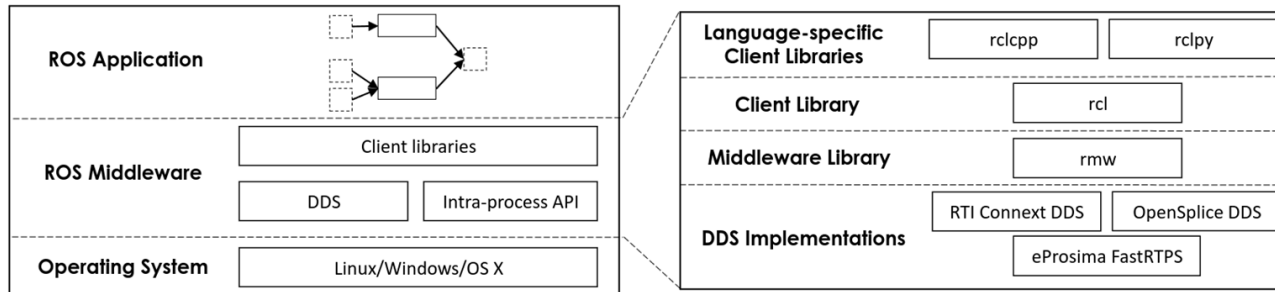 ROS Application
ROS Middleware
Client libraries
DDS
Intra-process API
Operating System
Linux/Windows/OS X
Language-specific
Client Libraries
rclcpp
rclpy
Client Library
rcl
Middleware Library
rmw
DDS Implementations
RTI Connext DDS
OpenSplice DDS
eProsima FastRTPS